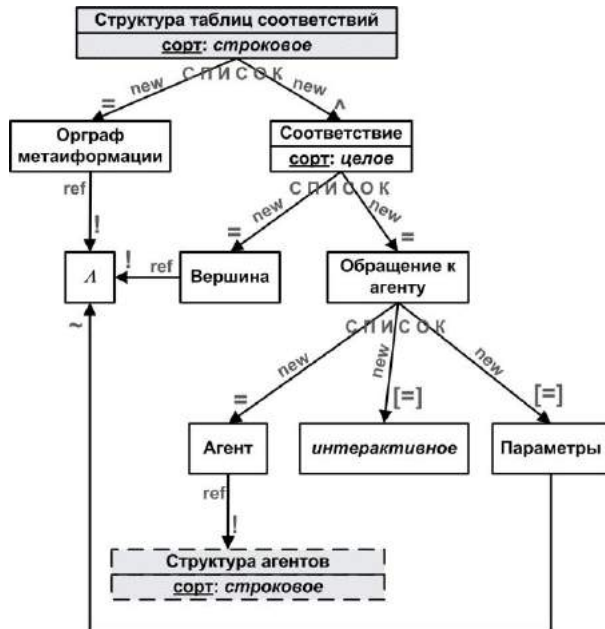 Структура таблиц соответствий
сорт: строковое
new СПИСОК new
= ^
Орграф
метаиформации
Соответствие
сорт: целое
ref
!
СПИСОК
new new
= =
Λ
! ref
Вершина
Обращение к
агенту
~
СПИСОК
new new new
= [=] [=]
Агент
интерактивное
Параметры
ref
!
Структура агентов
сорт: строковое